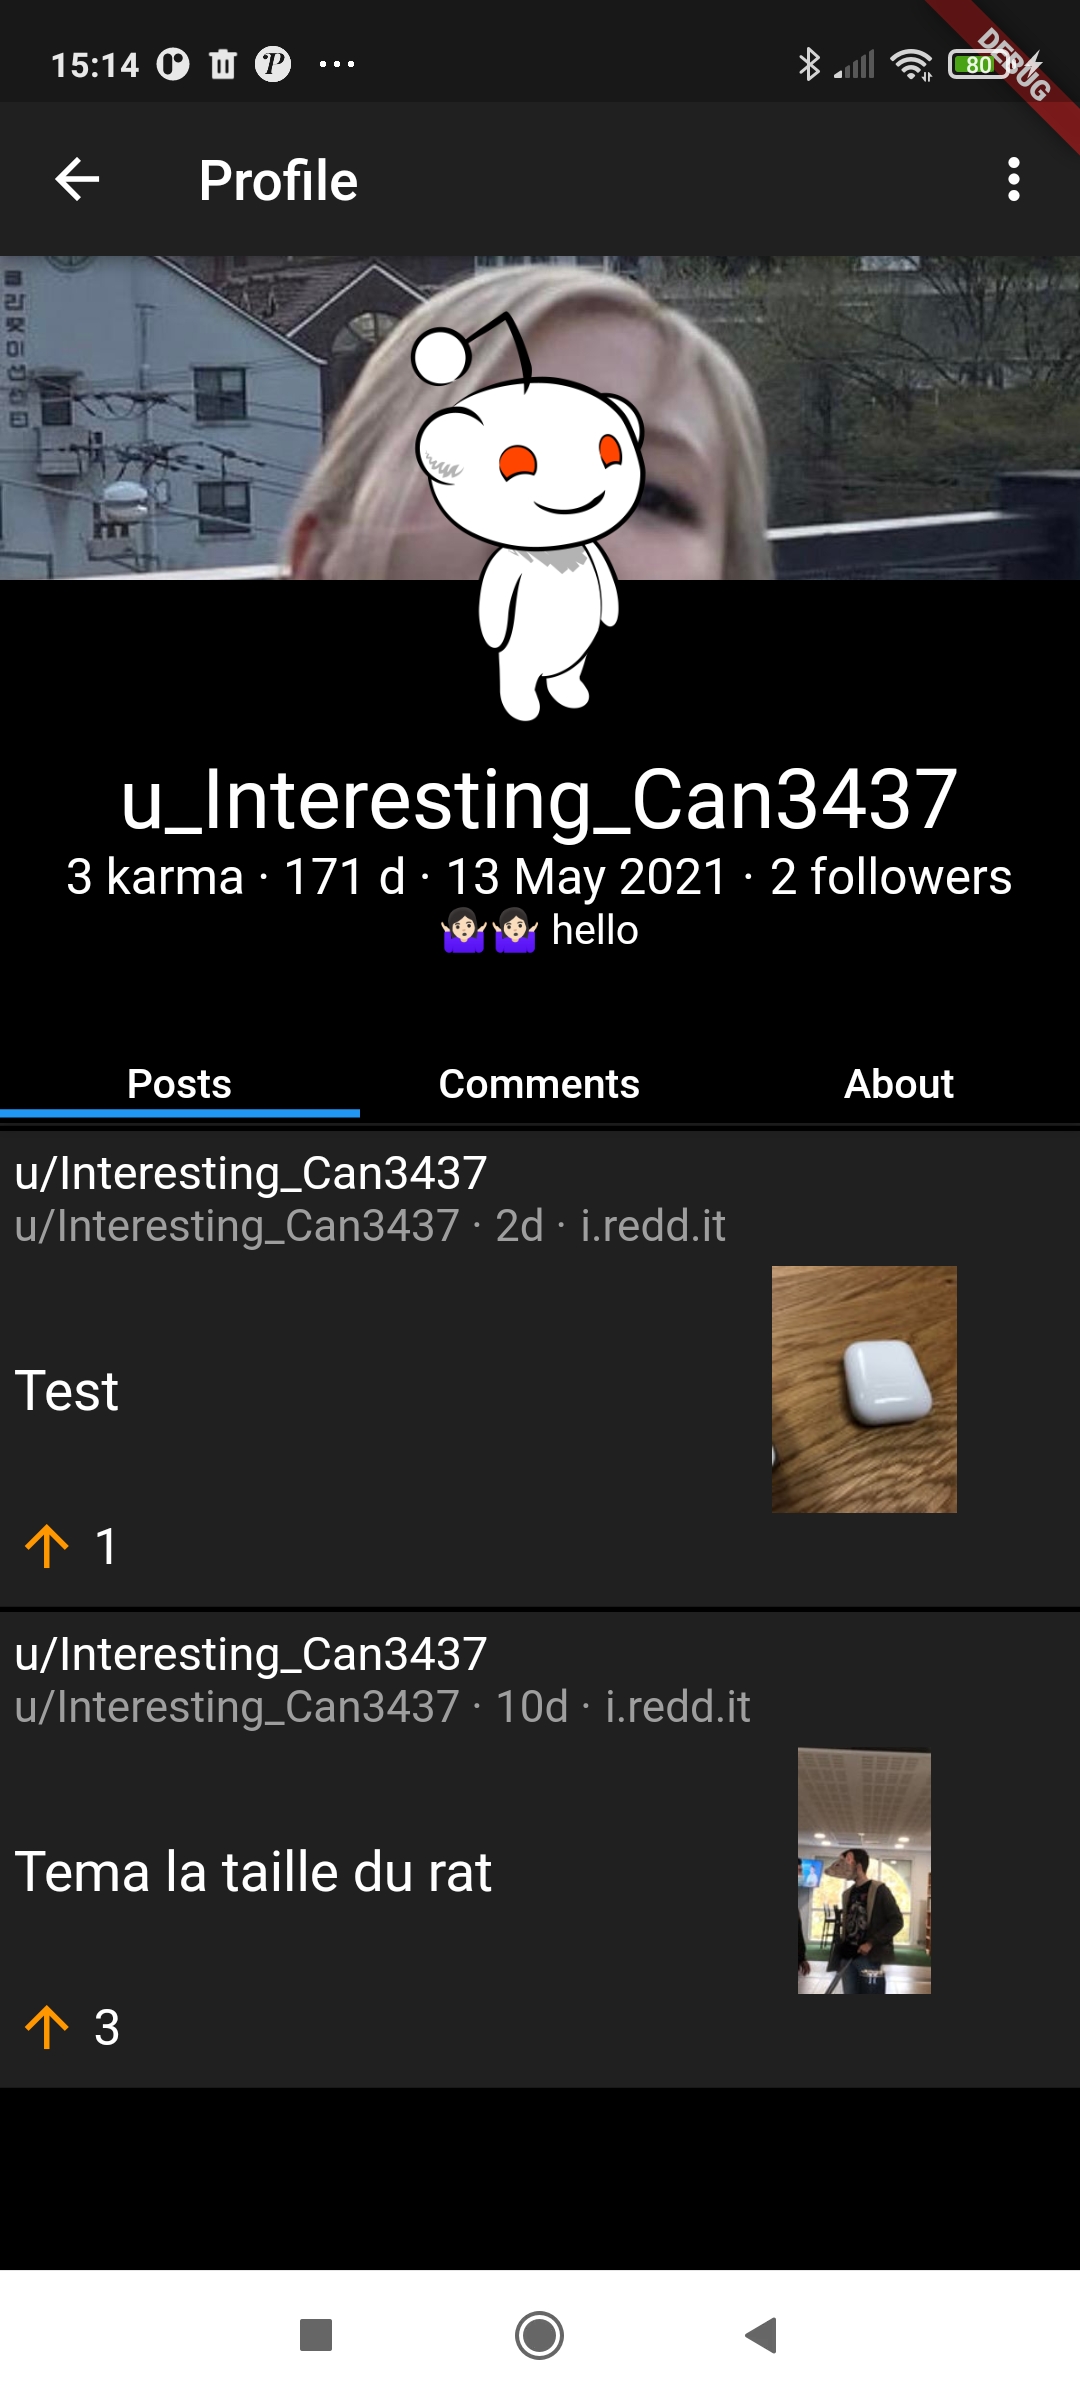 15:14
80
DEBUG
Profile
u_Interesting_Can3437
3 karma · 171 d · 13 May 2021 · 2 followers
🤷🏻‍♀️🤷🏻‍♀️ hello
Posts Comments About
u/Interesting_Can3437
u/Interesting_Can3437 · 2d · i.redd.it
Test
1
u/Interesting_Can3437
u/Interesting_Can3437 · 10d · i.redd.it
Tema la taille du rat
3